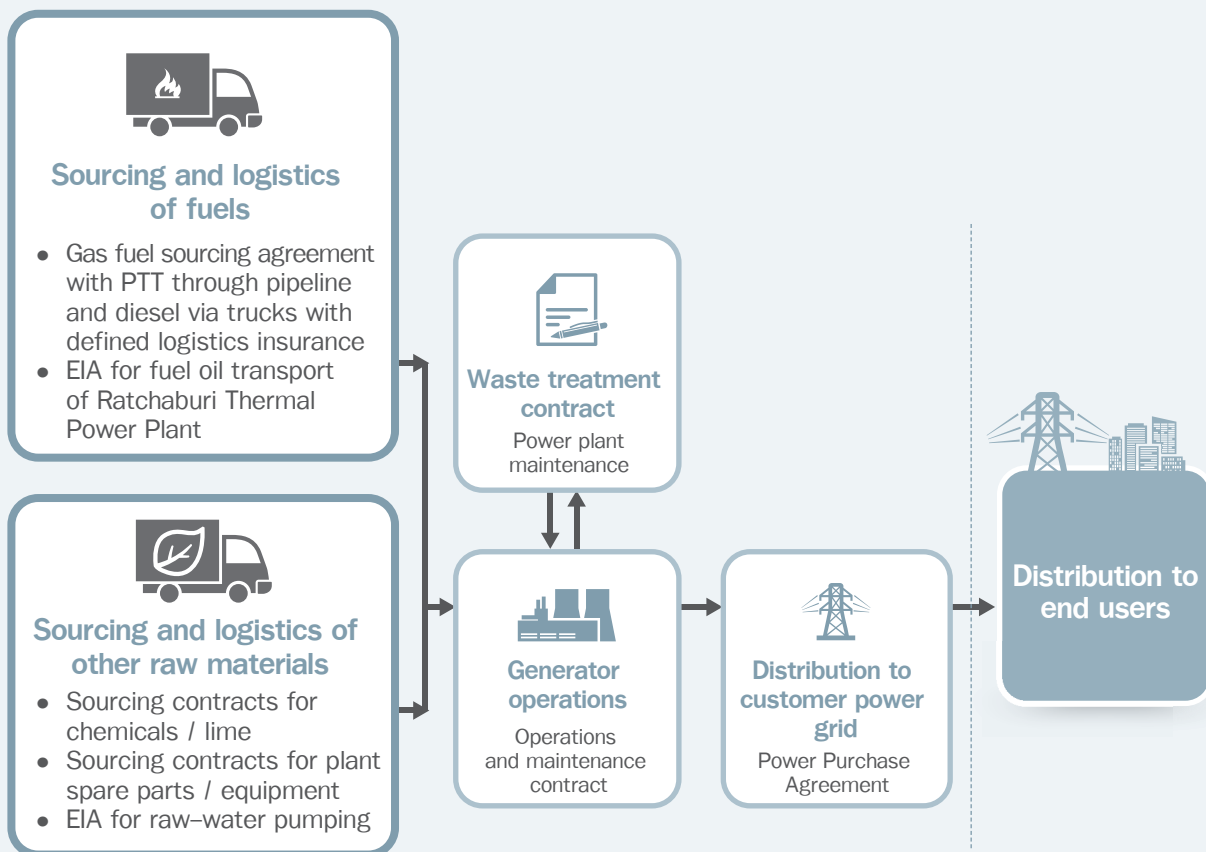 Sourcing and logistics
of fuels
● Gas fuel sourcing agreement
with PTT through pipeline
and diesel via trucks with
defined logistics insurance
● EIA for fuel oil transport
of Ratchaburi Thermal
Power Plant
Sourcing and logistics of
other raw materials
● Sourcing contracts for
chemicals / lime
● Sourcing contracts for plant
spare parts / equipment
● EIA for raw–water pumping
Waste treatment
contract
Power plant
maintenance
Generator
operations
Operations
and maintenance
contract
Distribution to
customer power
grid
Power Purchase
Agreement
Distribution to
end users